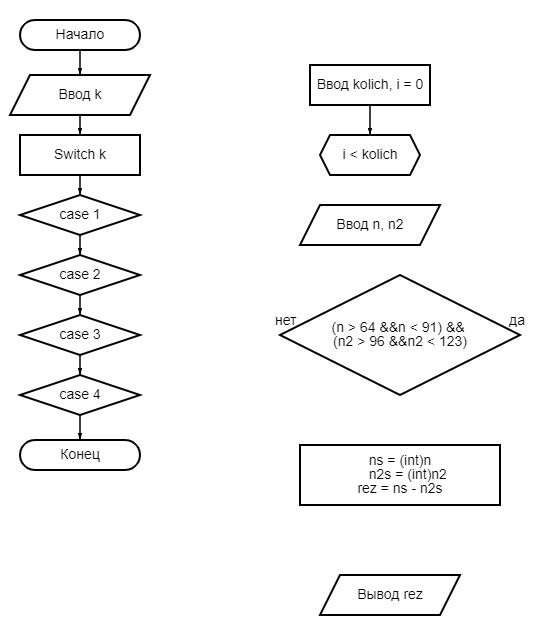 Начало
Ввод k
Switch k
case 1
case 2
case 3
case 4
Конец
Ввод kolich, i = 0
i < kolich
Ввод n, n2
нет
да
(n > 64 &&n < 91) &&
(n2 > 96 &&n2 < 123)
ns = (int)n
n2s = (int)n2
rez = ns - n2s
Вывод rez